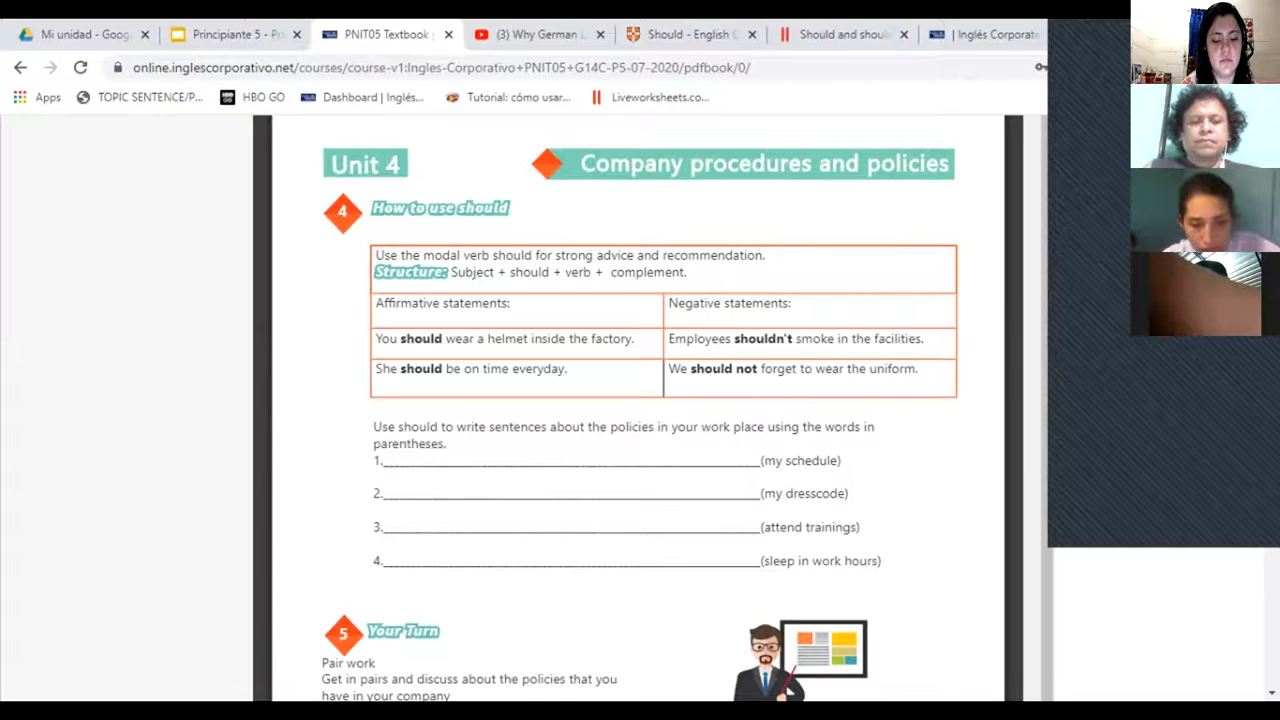 Mi unidad - Goog
Principiante 5 - Pr
PNIT05 Textbook
(3) Why German L
Should - English G
Should and shou
| Inglés Corporat
online.inglescorporativo.net/courses/course-v1:Ingles-Corporativo+PNIT05+G14C-P5-07-2020/pdfbook/0/
Apps
TOPIC SENTENCE/P...
HBO GO
Dashboard | Inglés...
Tutorial: cómo usar...
Liveworksheets.co...
Unit 4
Company procedures and policies
4
How to use should
Use the modal verb should for strong advice and recommendation.
Structure: Subject + should + verb + complement.
Affirmative statements:
Negative statements:
You should wear a helmet inside the factory.
Employees shouldn't smoke in the facilities.
She should be on time everyday.
We should not forget to wear the uniform.
Use should to write sentences about the policies in your work place using the words in
parentheses.
1.______________________________(my schedule)
2.______________________________(my dresscode)
3.______________________________(attend trainings)
4.______________________________(sleep in work hours)
5
Your Turn
Pair work
Get in pairs and discuss about the policies that you
have in your company